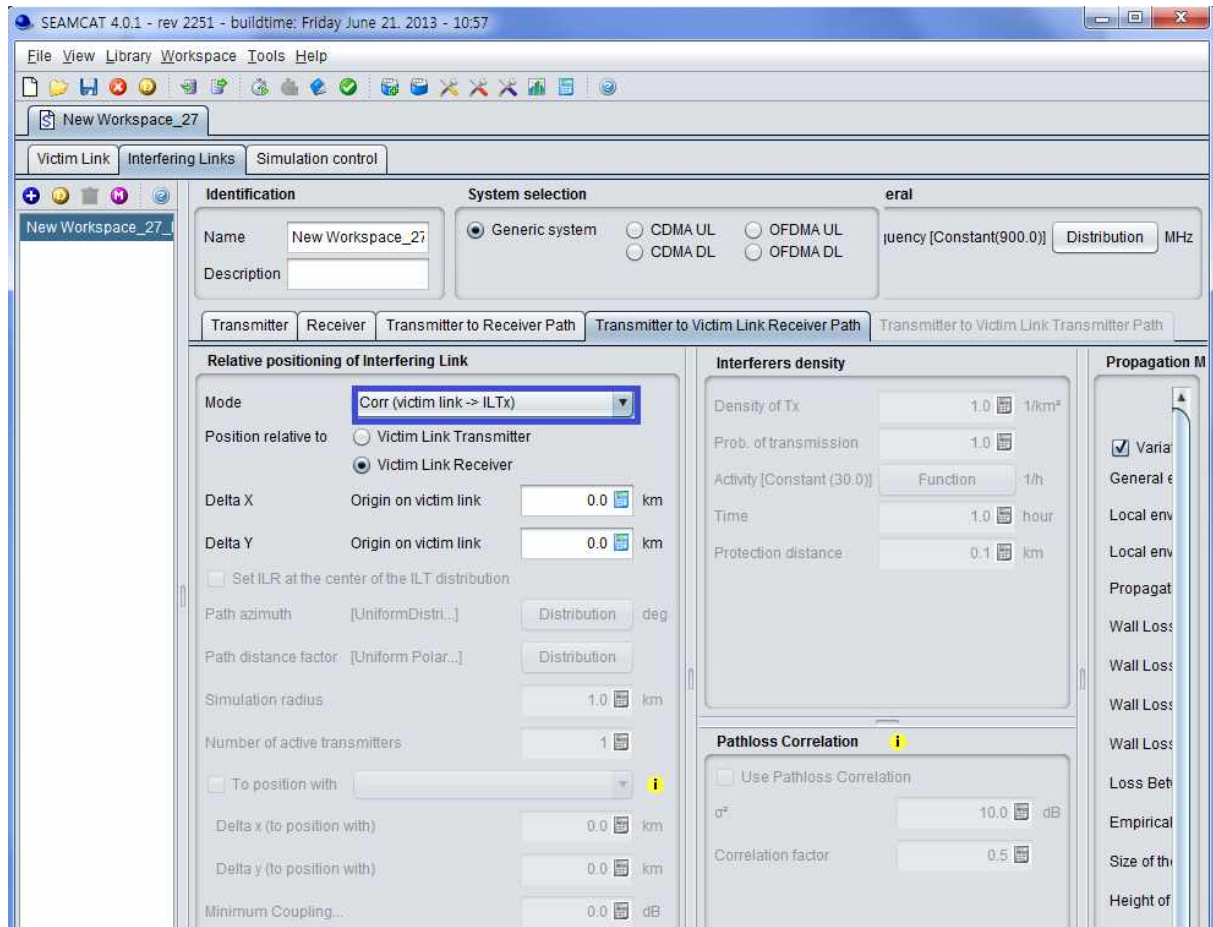 SEAMCAT 4.0.1 - rev 2251 - buildtime: Friday June 21. 2013 - 10:57
File View Library Workspace Tools Help
New Workspace_27
Victim Link Interfering Links Simulation control
New Workspace_27_
Identification
Name New Workspace_27
Description
System selection
Generic system CDMA UL OFDMA UL
CDMA DL OFDMA DL
eral
quency [Constant(900.0)] Distribution MHz
Transmitter Receiver Transmitter to Receiver Path Transmitter to Victim Link Receiver Path Transmitter to Victim Link Transmitter Path
Relative positioning of Interfering Link
Mode Corr (victim link -> ILTx)
Position relative to Victim Link Transmitter
Victim Link Receiver
Delta X Origin on victim link 0.0 km
Delta Y Origin on victim link 0.0 km
Set ILR at the center of the ILT distribution
Path azimuth [UniformDistri...] Distribution deg
Path distance factor [Uniform Polar...] Distribution
Simulation radius 1.0 km
Number of active transmitters 1
To position with i
Delta x (to position with) 0.0 km
Delta y (to position with) 0.0 km
Minimum Coupling... 0.0 dB
Interferers density
Density of Tx 1.0 1/km²
Prob. of transmission 1.0
Activity [Constant (30.0)] Function 1/h
Time 1.0 hour
Protection distance 0.1 km
Pathloss Correlation i
Use Pathloss Correlation
σ² 10.0 dB
Correlation factor 0.5
Propagation M
Varia
General e
Local env
Local env
Propagat
Wall Loss
Wall Loss
Wall Loss
Wall Loss
Loss Betw
Empirical
Size of the
Height of